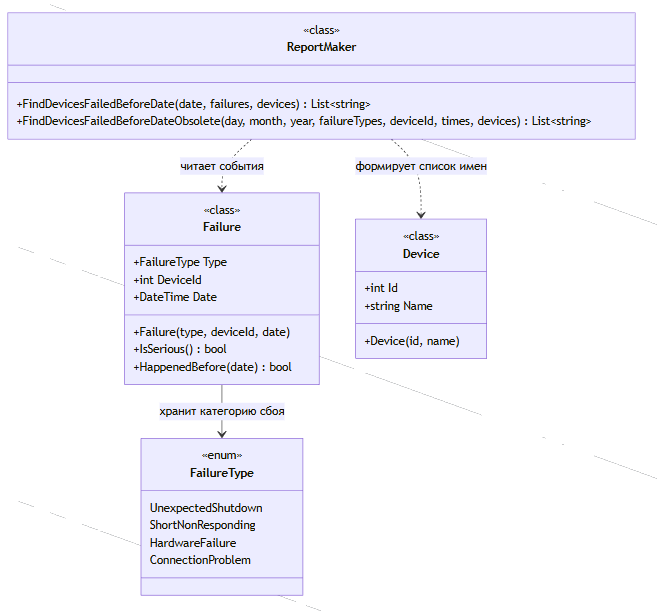 «class»
ReportMaker
+FindDevicesFailedBeforeDate(date, failures, devices) : List<string>
+FindDevicesFailedBeforeDateObsolete(day, month, year, failureTypes, deviceId, times, devices) : List<string>
читает события
формирует список имен
«class»
Failure
+FailureType Type
+int DeviceId
+DateTime Date
+Failure(type, deviceId, date)
+IsSerious() : bool
+HappenedBefore(date) : bool
«class»
Device
+int Id
+string Name
+Device(id, name)
хранит категорию сбоя
«enum»
FailureType
UnexpectedShutdown
ShortNonResponding
HardwareFailure
ConnectionProblem